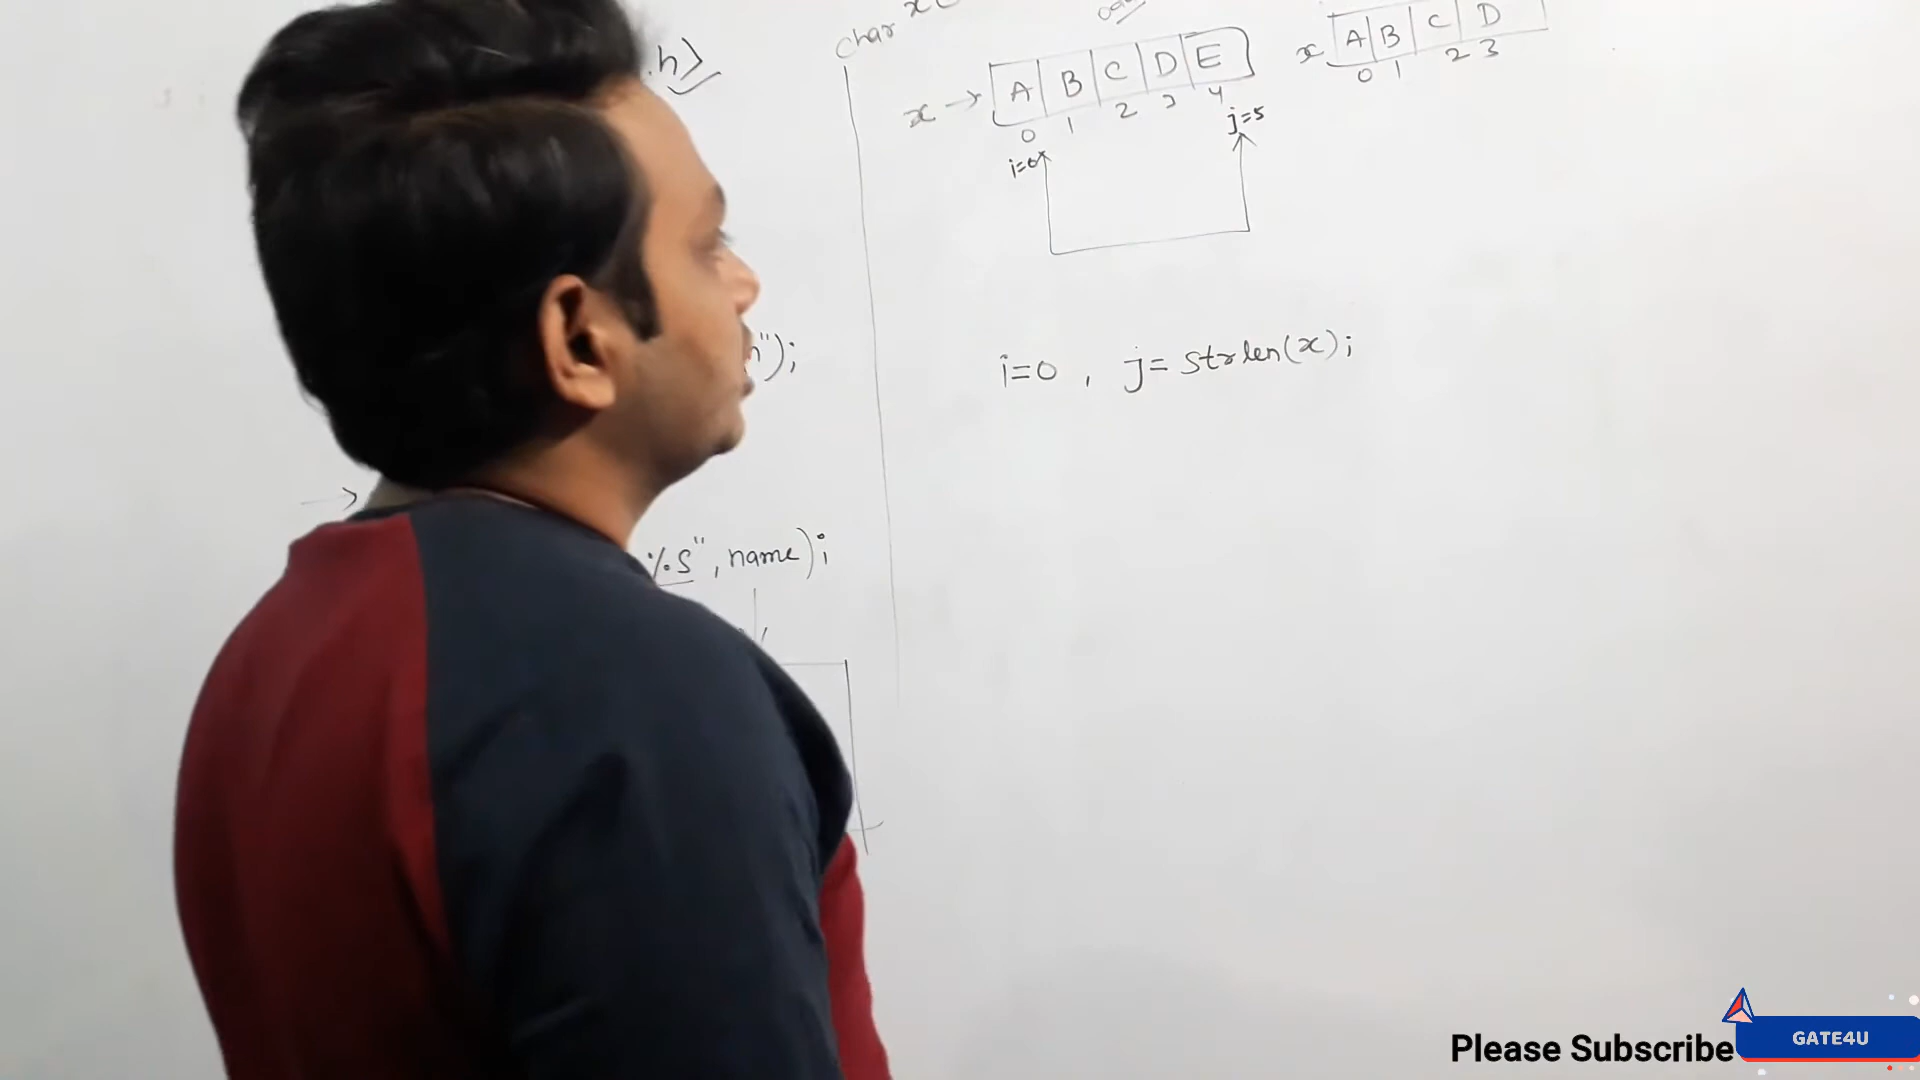 .h>
");
%s", name);
char x
x → A B C D E
0 1 2 3 4
i=0 j=5
x A B C D
0 1 2 3
i=0 , j= strlen(x);
Please Subscribe
GATE4U